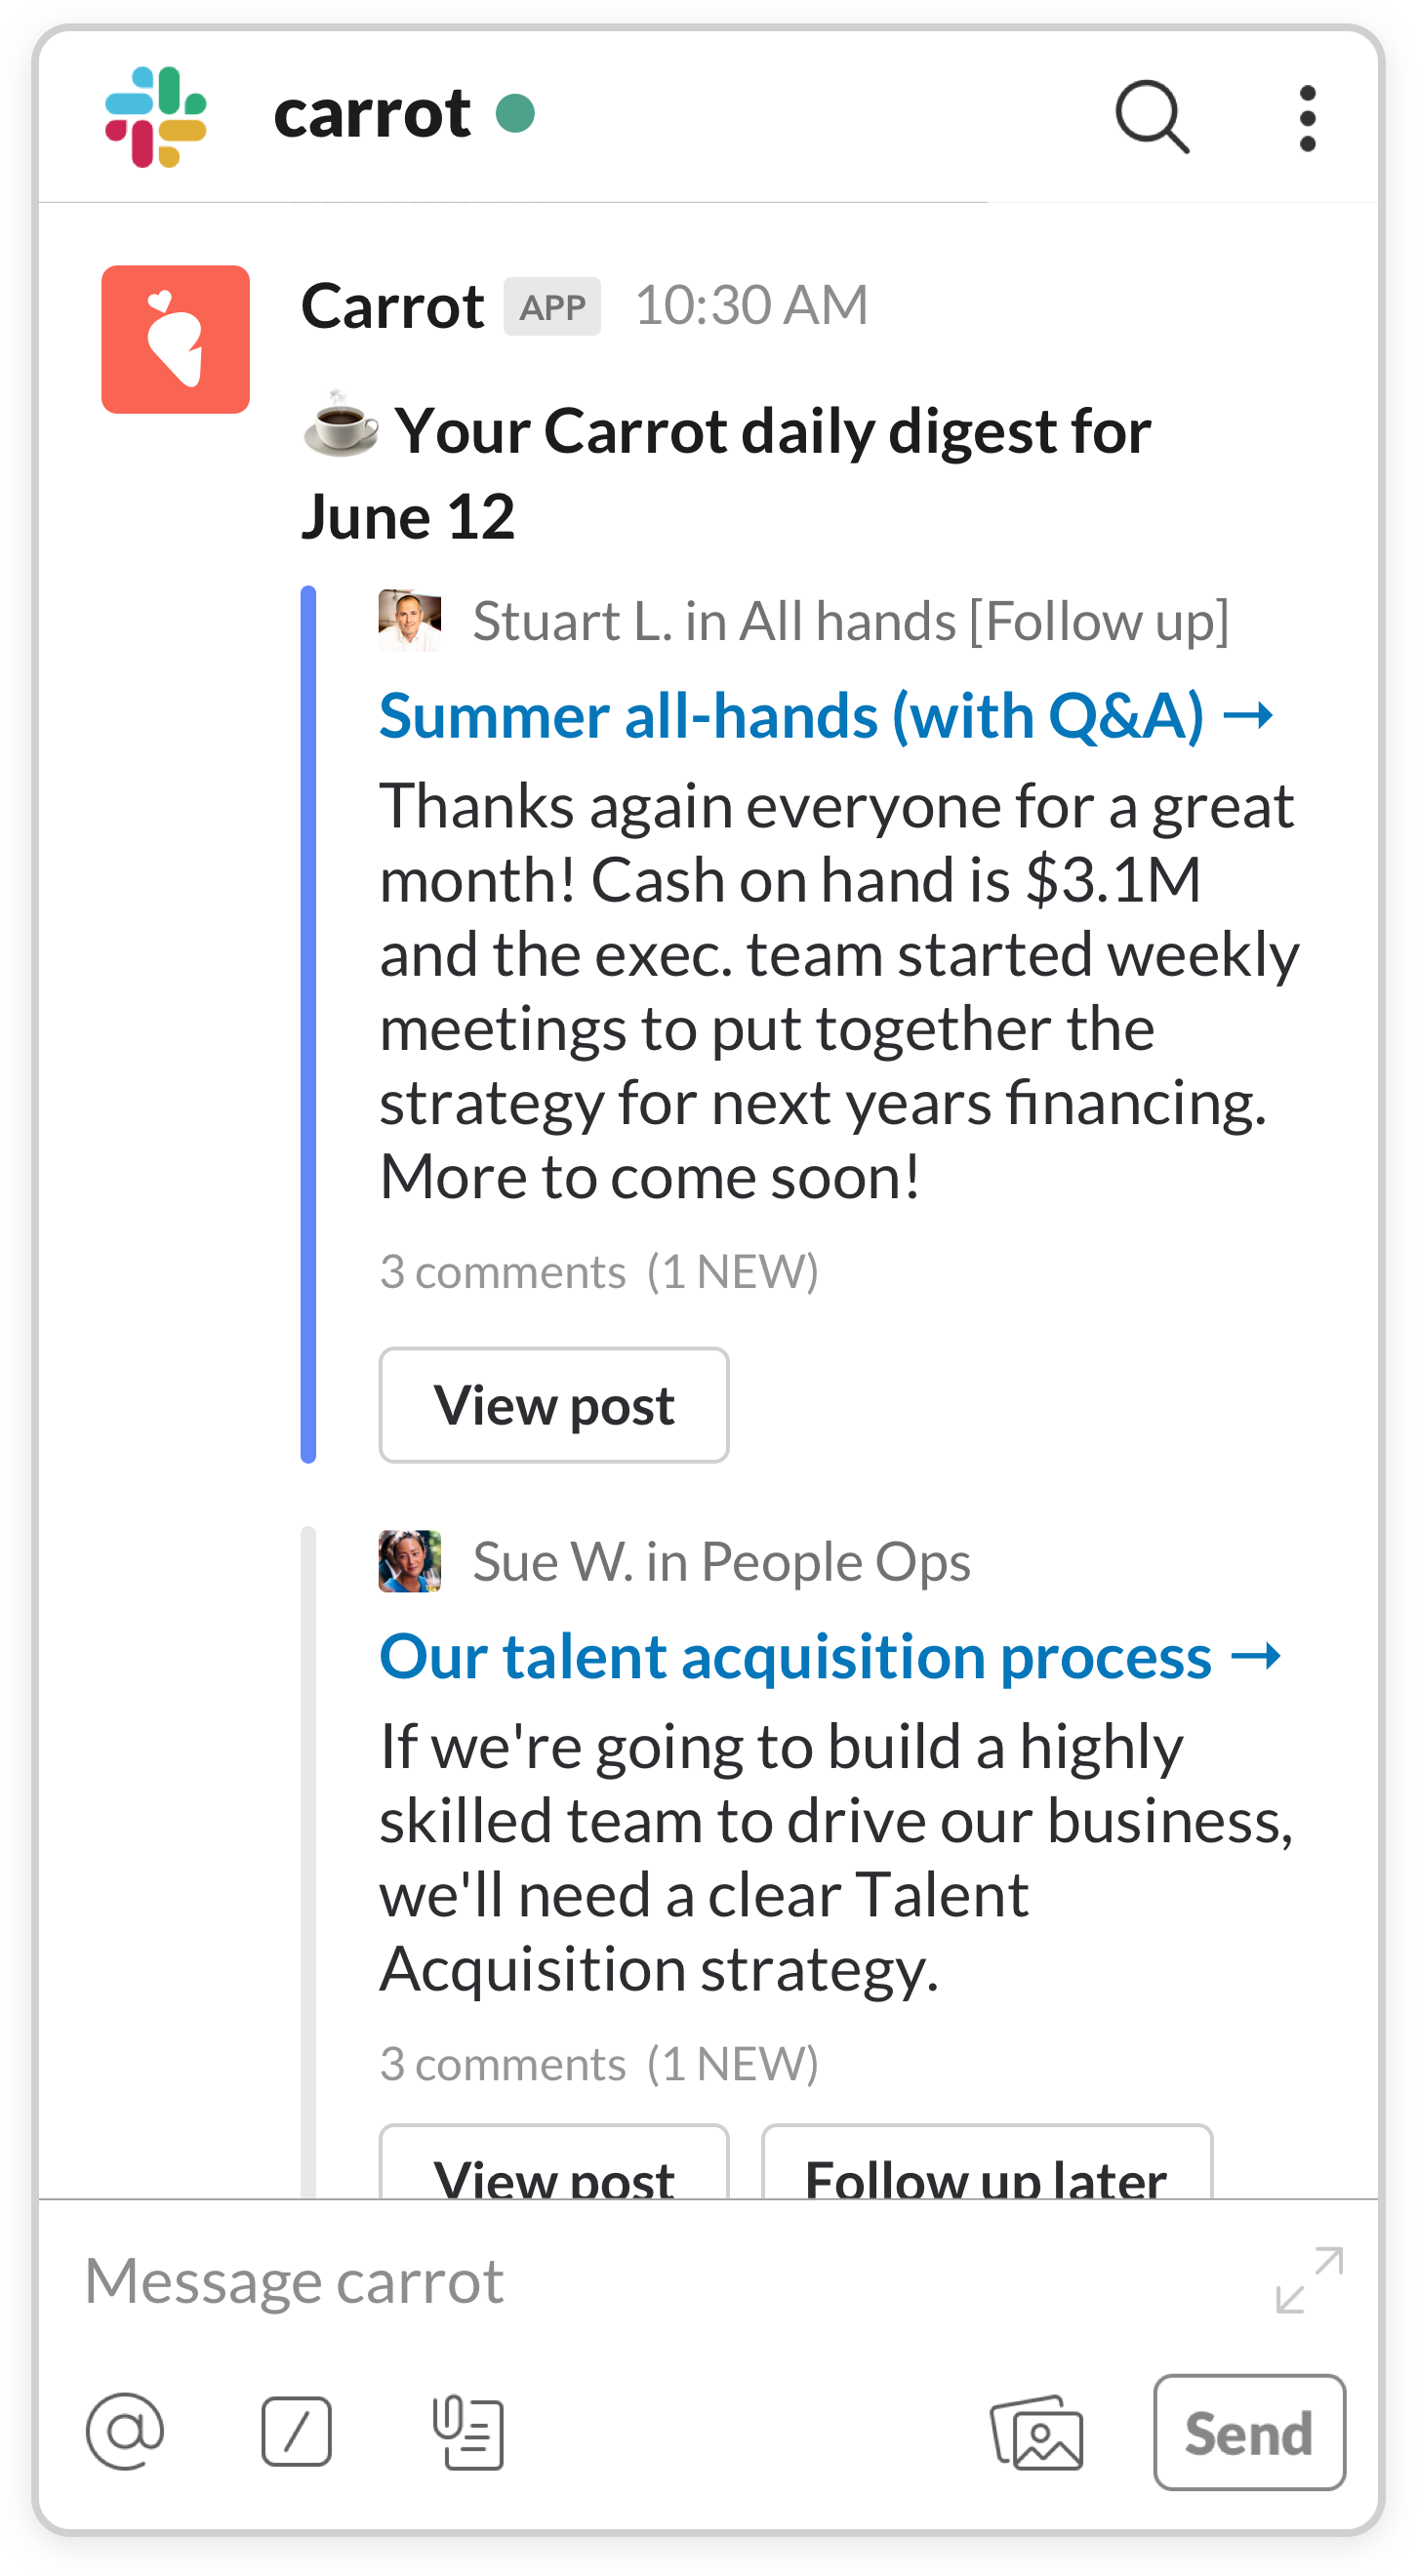 carrot
Carrot APP 10:30 AM
Your Carrot daily digest for
June 12
Stuart L. in All hands [Follow up]
Summer all-hands (with Q&A) →
Thanks again everyone for a great
month! Cash on hand is $3.1M
and the exec. team started weekly
meetings to put together the
strategy for next years financing.
More to come soon!
3 comments (1 NEW)
View post
Sue W. in People Ops
Our talent acquisition process →
If we're going to build a highly
skilled team to drive our business,
we'll need a clear Talent
Acquisition strategy.
3 comments (1 NEW)
View post Follow up later
Message carrot
Send